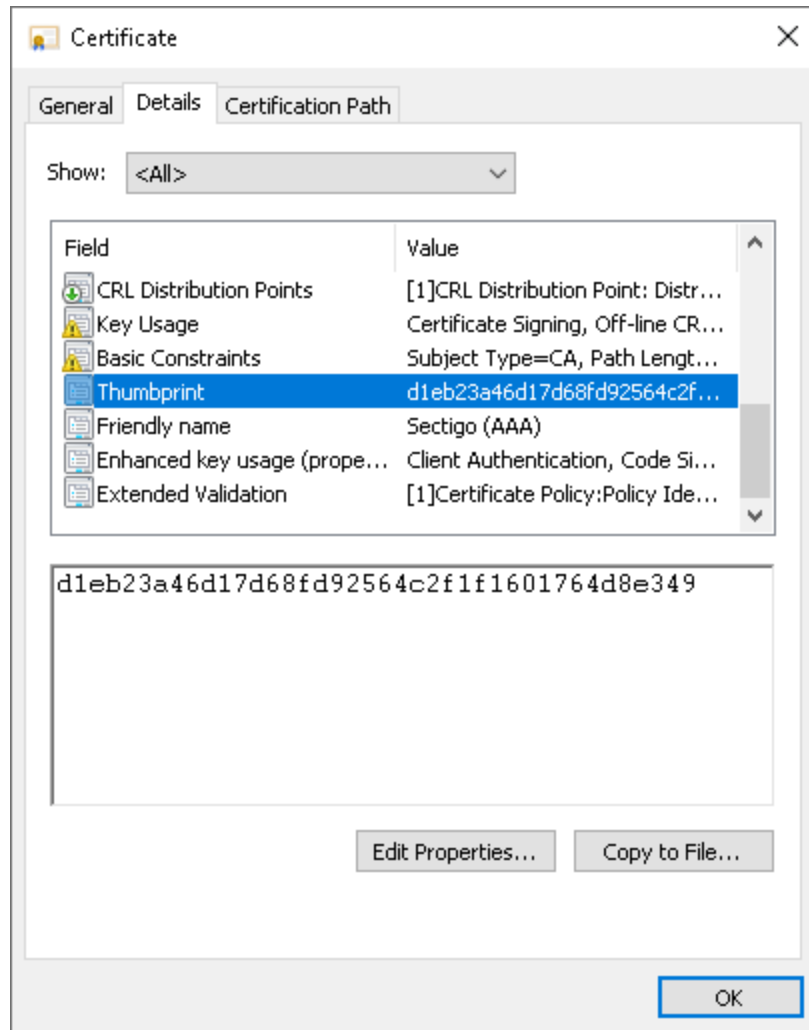 Certificate
General Details Certification Path
Show: <All>
Field Value
CRL Distribution Points [1]CRL Distribution Point: Distr...
Key Usage Certificate Signing, Off-line CR...
Basic Constraints Subject Type=CA, Path Lengt...
Thumbprint d1eb23a46d17d68fd92564c2f...
Friendly name Sectigo (AAA)
Enhanced key usage (prope... Client Authentication, Code Si...
Extended Validation [1]Certificate Policy:Policy Ide...
d1eb23a46d17d68fd92564c2f1f1601764d8e349
Edit Properties... Copy to File...
OK